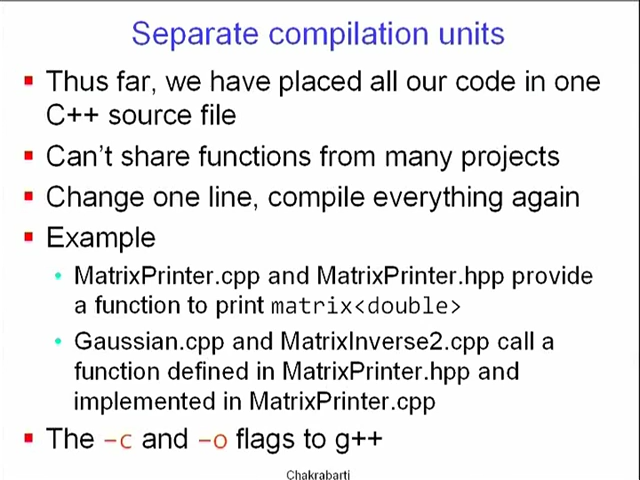 Separate compilation units
Thus far, we have placed all our code in one
C++ source file
Can't share functions from many projects
Change one line, compile everything again
Example
MatrixPrinter.cpp and MatrixPrinter.hpp provide
a function to print matrix<double>
Gaussian.cpp and MatrixInverse2.cpp call a
function defined in MatrixPrinter.hpp and
implemented in MatrixPrinter.cpp
The –c and –o flags to g++
Chakrabarti